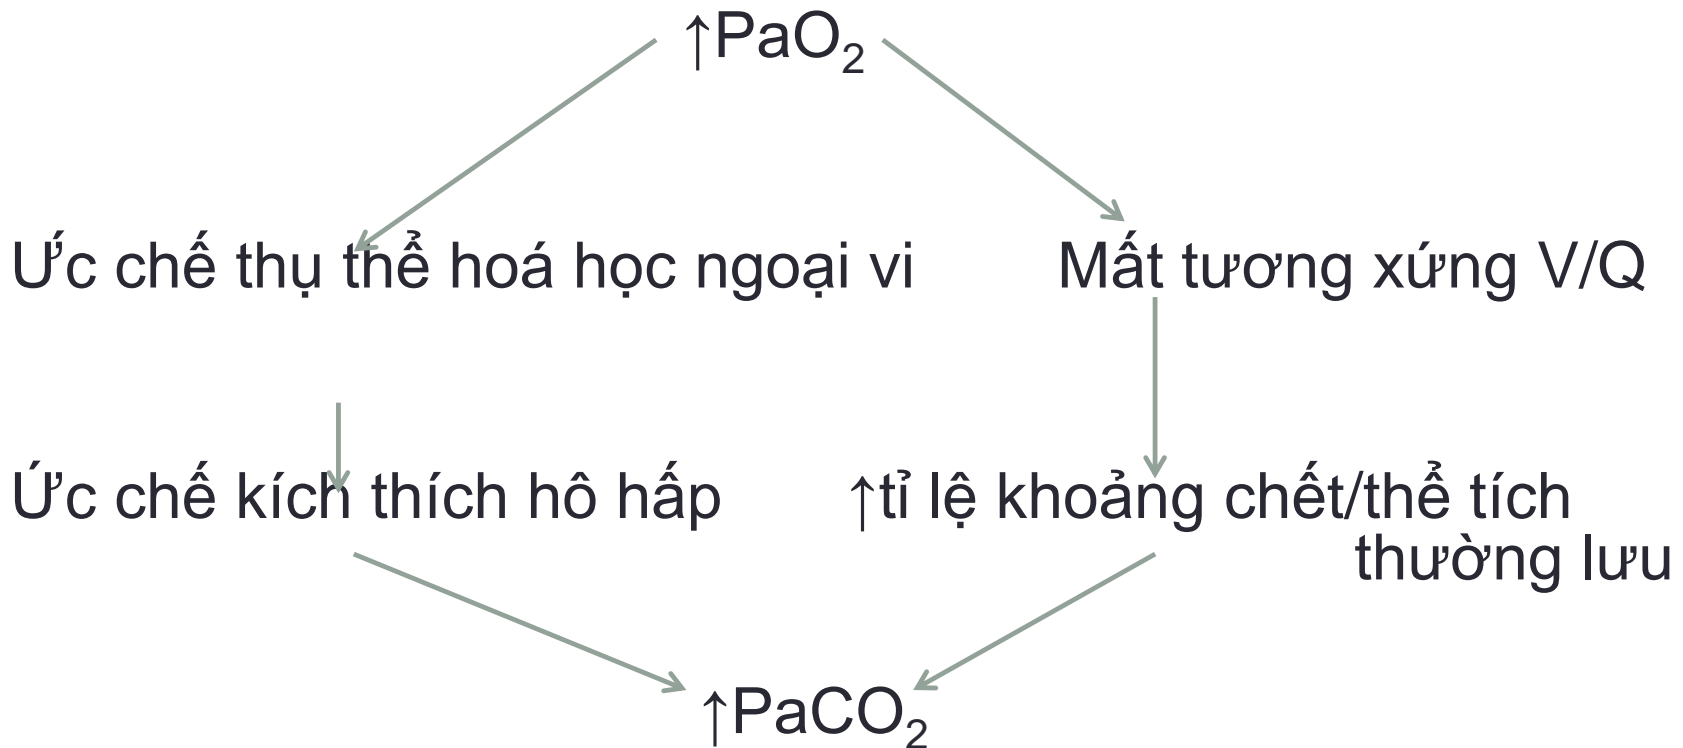 ↑PaO₂
Ức chế thụ thể hoá học ngoại vi
Mất tương xứng V/Q
Ức chế kích thích hô hấp
↑tỉ lệ khoảng chết/thể tích
thường lưu
↑PaCO₂